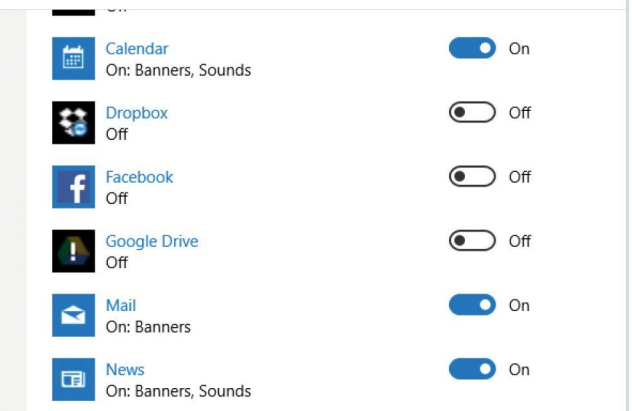 Off
Calendar
On
On: Banners, Sounds
Dropbox
Off
Off
Facebook
Off
Off
Google Drive
Off
Off
Mail
On
On: Banners
News
On
On: Banners, Sounds